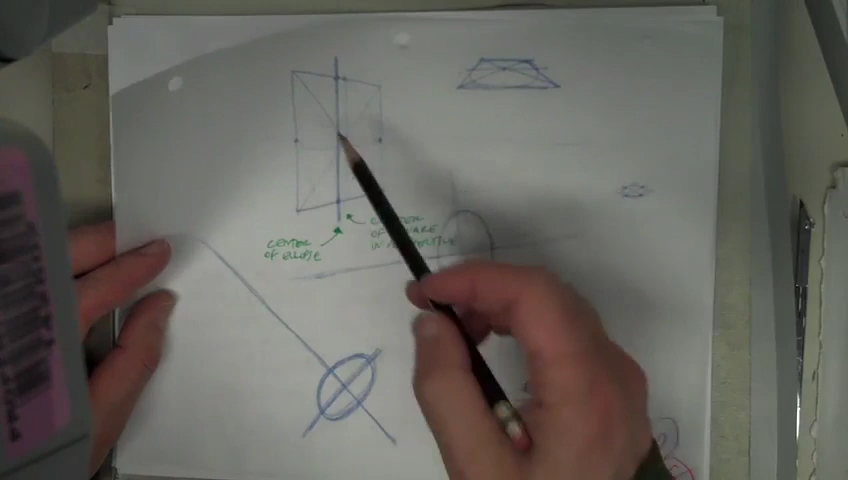 CENTER
OF ELLIPSE
CENTER
OF SQUARE
IN PERSPECTIVE